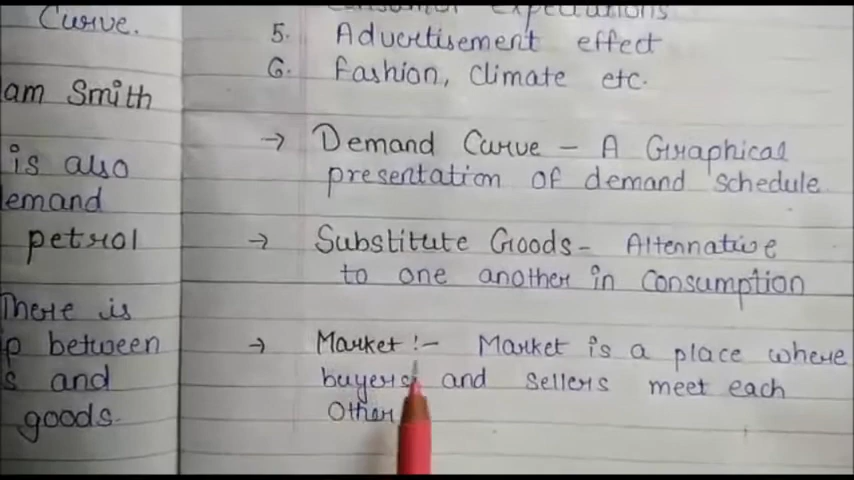 Curve.
am Smith
is also
emand
petrol
There is
p between
s and
goods.
Consumer Expectations
5. Advertisement effect
6. Fashion, Climate etc.
→ Demand Curve – A Graphical
presentation of demand schedule.
→ Substitute Goods – Alternative
to one another in Consumption
→ Market :- Market is a place where
buyers and sellers meet each
Other